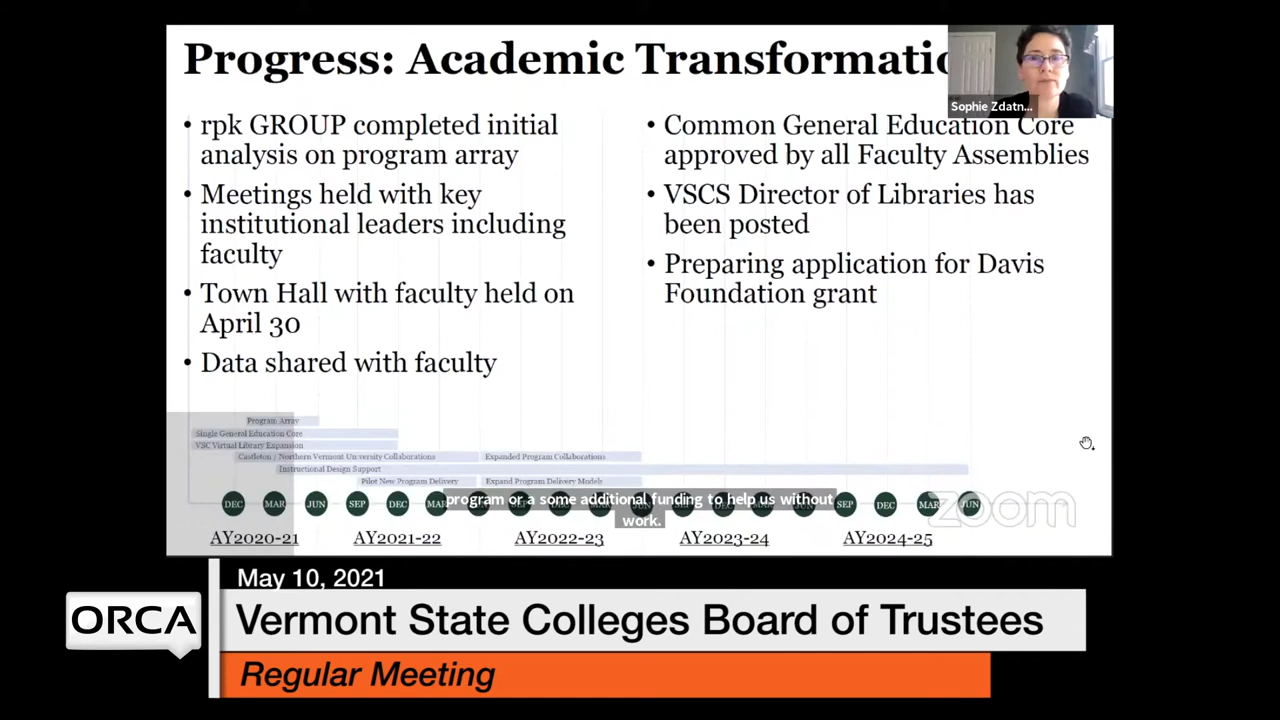 Progress: Academic Transformatio
Sophie Zdatn...
• rpk GROUP completed initial
analysis on program array
• Meetings held with key
institutional leaders including
faculty
• Town Hall with faculty held on
April 30
• Data shared with faculty
• Common General Education Core
approved by all Faculty Assemblies
• VSCS Director of Libraries has
been posted
• Preparing application for Davis
Foundation grant
Program Array
Single General Education Core
VSC Virtual Library Expansion
Castleton / Northern Vermont University Collaborations
Expanded Program Collaborations
Instructional Design Support
Pilot New Program Delivery
Expand Program Delivery Models
DEC MAR JUN SEP DEC MAR SEP DEC MAR JUN
program or a some additional funding to help us without
work.
zoom
AY2020-21 AY2021-22 AY2022-23 AY2023-24 AY2024-25
May 10, 2021
ORCA
Vermont State Colleges Board of Trustees
Regular Meeting